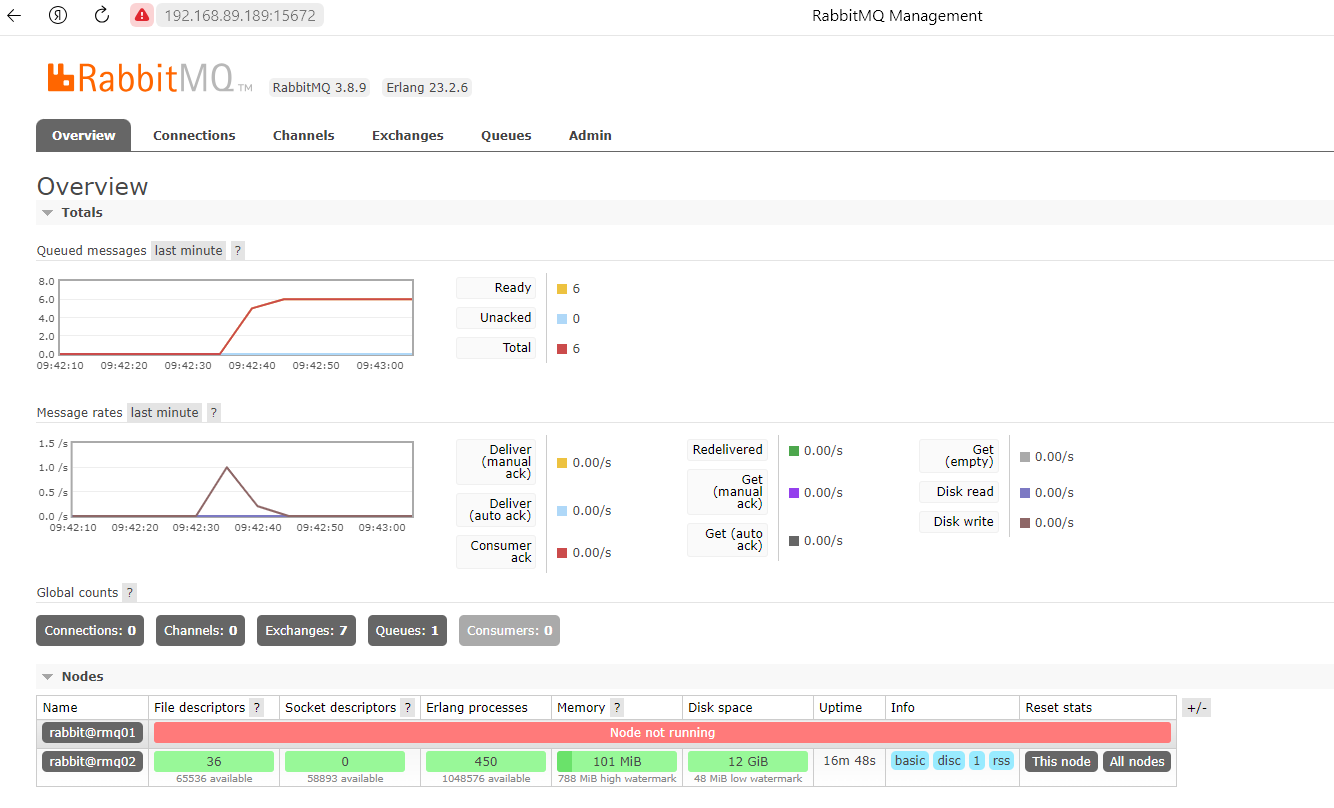 192.168.89.189:15672 RabbitMQ Management
RabbitMQ TM RabbitMQ 3.8.9 Erlang 23.2.6
Overview Connections Channels Exchanges Queues Admin
Overview
Totals
Queued messages last minute ?
8.0
6.0
4.0
2.0
0.0
09:42:10 09:42:20 09:42:30 09:42:40 09:42:50 09:43:00
Ready 6
Unacked 0
Total 6
Message rates last minute ?
1.5 /s
1.0 /s
0.5 /s
0.0 /s
09:42:10 09:42:20 09:42:30 09:42:40 09:42:50 09:43:00
Deliver
(manual
ack)
0.00/s
Deliver
(auto ack)
0.00/s
Consumer
ack
0.00/s
Redelivered 0.00/s
Get
(manual
ack)
0.00/s
Get (auto
ack)
0.00/s
Get
(empty)
0.00/s
Disk read 0.00/s
Disk write 0.00/s
Global counts ?
Connections: 0 Channels: 0 Exchanges: 7 Queues: 1 Consumers: 0
Nodes
Name File descriptors ? Socket descriptors ? Erlang processes Memory ? Disk space Uptime Info Reset stats +/-
rabbit@rmq01 Node not running
rabbit@rmq02 36 0 450 101 MiB 12 GiB 16m 48s basic disc 1 rss This node All nodes
65536 available 58893 available 1048576 available 788 MiB high watermark 48 MiB low watermark